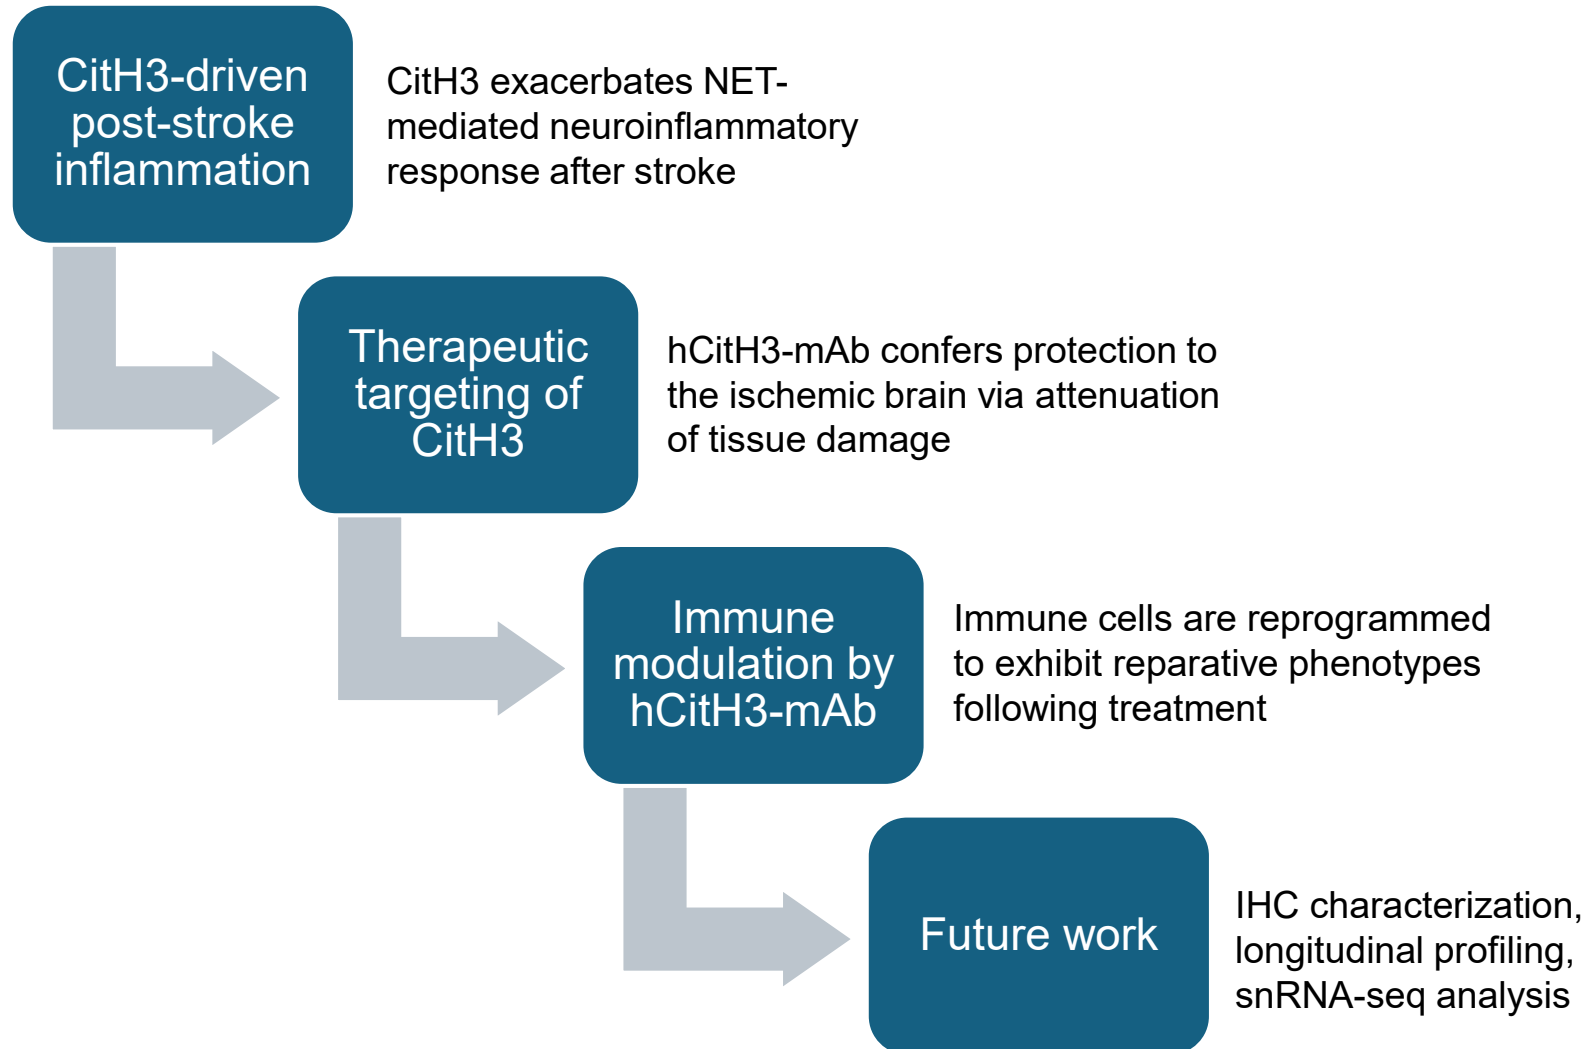 CitH3-driven
post-stroke
inflammation
CitH3 exacerbates NET-
mediated neuroinflammatory
response after stroke
Therapeutic
targeting of
CitH3
hCitH3-mAb confers protection to
the ischemic brain via attenuation
of tissue damage
Immune
modulation by
hCitH3-mAb
Immune cells are reprogrammed
to exhibit reparative phenotypes
following treatment
Future work
IHC characterization,
longitudinal profiling,
snRNA-seq analysis